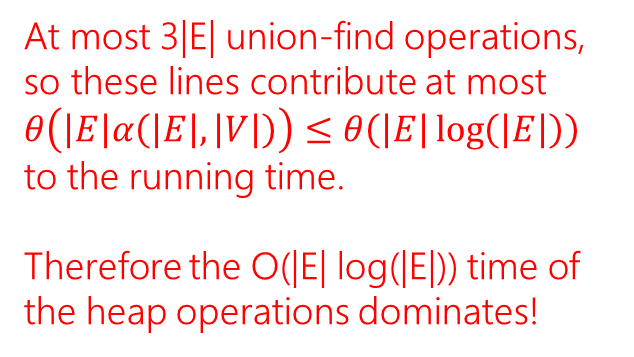 At most 3|E| union-find operations,
so these lines contribute at most
𝜃(|𝐸|𝛼(|𝐸|, |𝑉|)) ≤ 𝜃(|𝐸| log(|𝐸|))
to the running time.
Therefore the O(|E| log(|E|)) time of
the heap operations dominates!